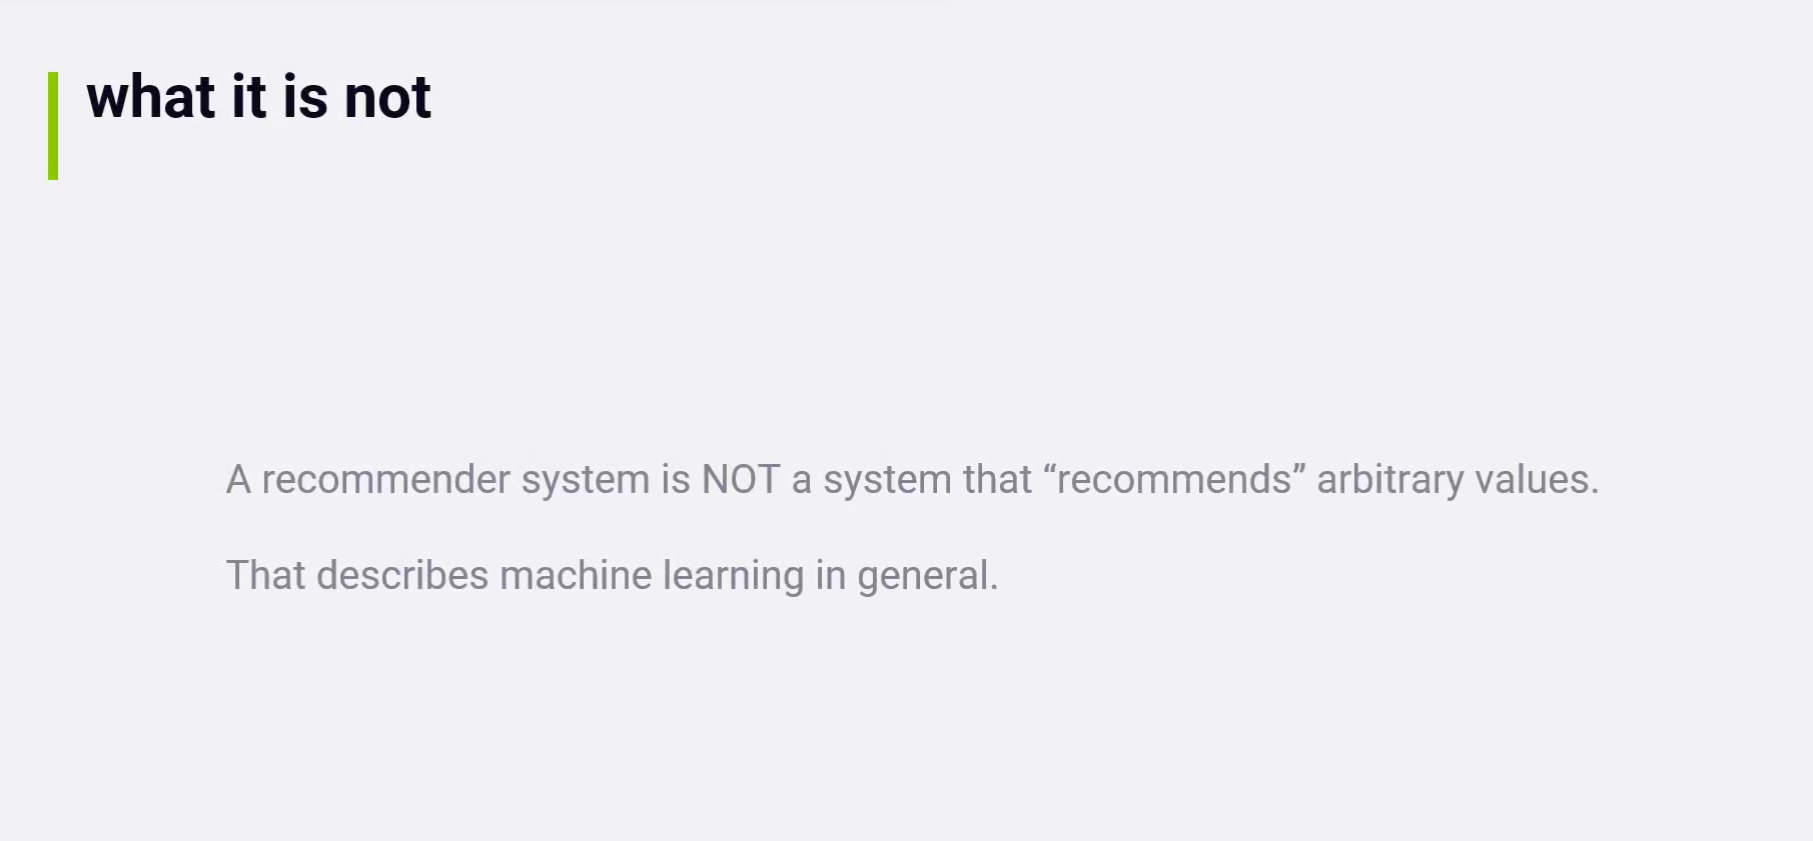 what it is not
A recommender system is NOT a system that “recommends” arbitrary values.
That describes machine learning in general.